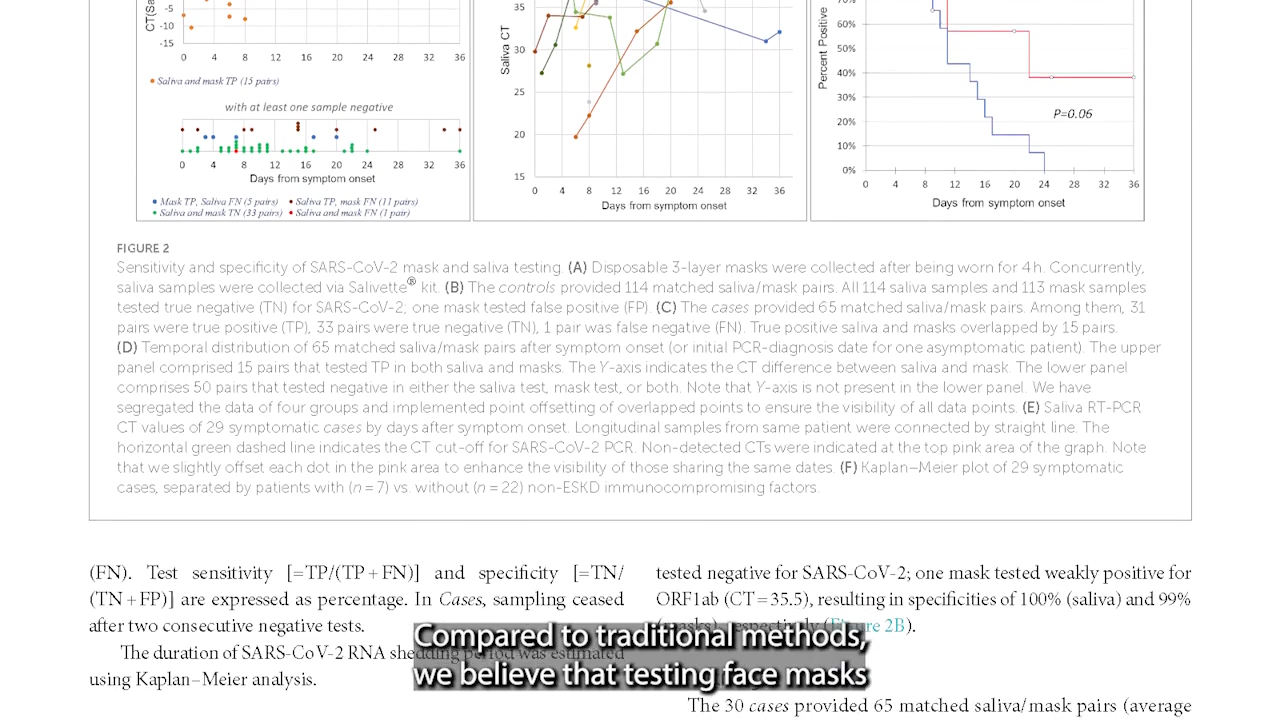 CT(Sa
-5
-10
-15
0 4 8 12 16 20 24 28 32 36
Saliva and mask TP (15 pairs)
with at least one sample negative
0 4 8 12 16 20 24 28 32 36
Days from symptom onset
Mask TP, Saliva FN (5 pairs) Saliva TP, mask FN (11 pairs)
Saliva and mask TN (33 pairs) Saliva and mask FN (1 pair)
Saliva CT
35
30
25
20
15
0 4 8 12 16 20 24 28 32 36
Days from symptom onset
Percent Positive
70%
60%
50%
40%
30%
20%
10%
0%
P=0.06
0 4 8 12 16 20 24 28 32 36
Days from symptom onset
FIGURE 2
Sensitivity and specificity of SARS-CoV-2 mask and saliva testing. (A) Disposable 3-layer masks were collected after being worn for 4 h. Concurrently,
saliva samples were collected via Salivette® kit. (B) The controls provided 114 matched saliva/mask pairs. All 114 saliva samples and 113 mask samples
tested true negative (TN) for SARS-CoV-2; one mask tested false positive (FP). (C) The cases provided 65 matched saliva/mask pairs. Among them, 31
pairs were true positive (TP), 33 pairs were true negative (TN), 1 pair was false negative (FN). True positive saliva and masks overlapped by 15 pairs.
(D) Temporal distribution of 65 matched saliva/mask pairs after symptom onset (or initial PCR-diagnosis date for one asymptomatic patient). The upper
panel comprised 15 pairs that tested TP in both saliva and masks. The Y-axis indicates the CT difference between saliva and mask. The lower panel
comprises 50 pairs that tested negative in either the saliva test, mask test, or both. Note that Y-axis is not present in the lower panel. We have
segregated the data of four groups and implemented point offsetting of overlapped points to ensure the visibility of all data points. (E) Saliva RT-PCR
CT values of 29 symptomatic cases by days after symptom onset. Longitudinal samples from same patient were connected by straight line. The
horizontal green dashed line indicates the CT cut-off for SARS-CoV-2 PCR. Non-detected CTs were indicated at the top pink area of the graph. Note
that we slightly offset each dot in the pink area to enhance the visibility of those sharing the same dates. (F) Kaplan–Meier plot of 29 symptomatic
cases, separated by patients with (n = 7) vs. without (n = 22) non-ESKD immunocompromising factors.
(FN). Test sensitivity [=TP/(TP + FN)] and specificity [=TN/
(TN + FP)] are expressed as percentage. In Cases, sampling ceased
after two consecutive negative tests.
The duration of SARS-CoV-2 RNA shedding period was estimated
using Kaplan–Meier analysis.
tested negative for SARS-CoV-2; one mask tested weakly positive for
ORF1ab (CT = 35.5), resulting in specificities of 100% (saliva) and 99%
(masks), respectively (Figure 2B).
The 30 cases provided 65 matched saliva/mask pairs (average
Compared to traditional methods,
we believe that testing face masks